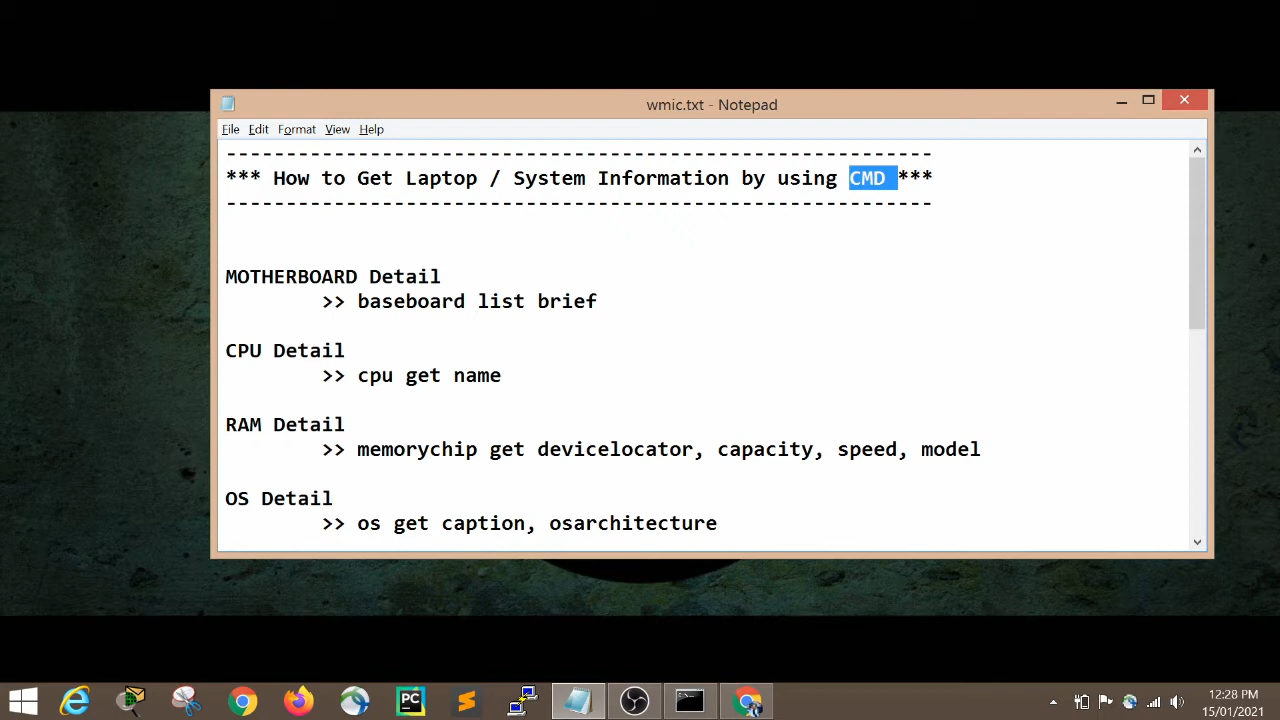 wmic.txt - Notepad
File Edit Format View Help
-----------------------------------------------------------
*** How to Get Laptop / System Information by using CMD ***
-----------------------------------------------------------
MOTHERBOARD Detail
>> baseboard list brief
CPU Detail
>> cpu get name
RAM Detail
>> memorychip get devicelocator, capacity, speed, model
OS Detail
>> os get caption, osarchitecture
PC
12:28 PM
15/01/2021